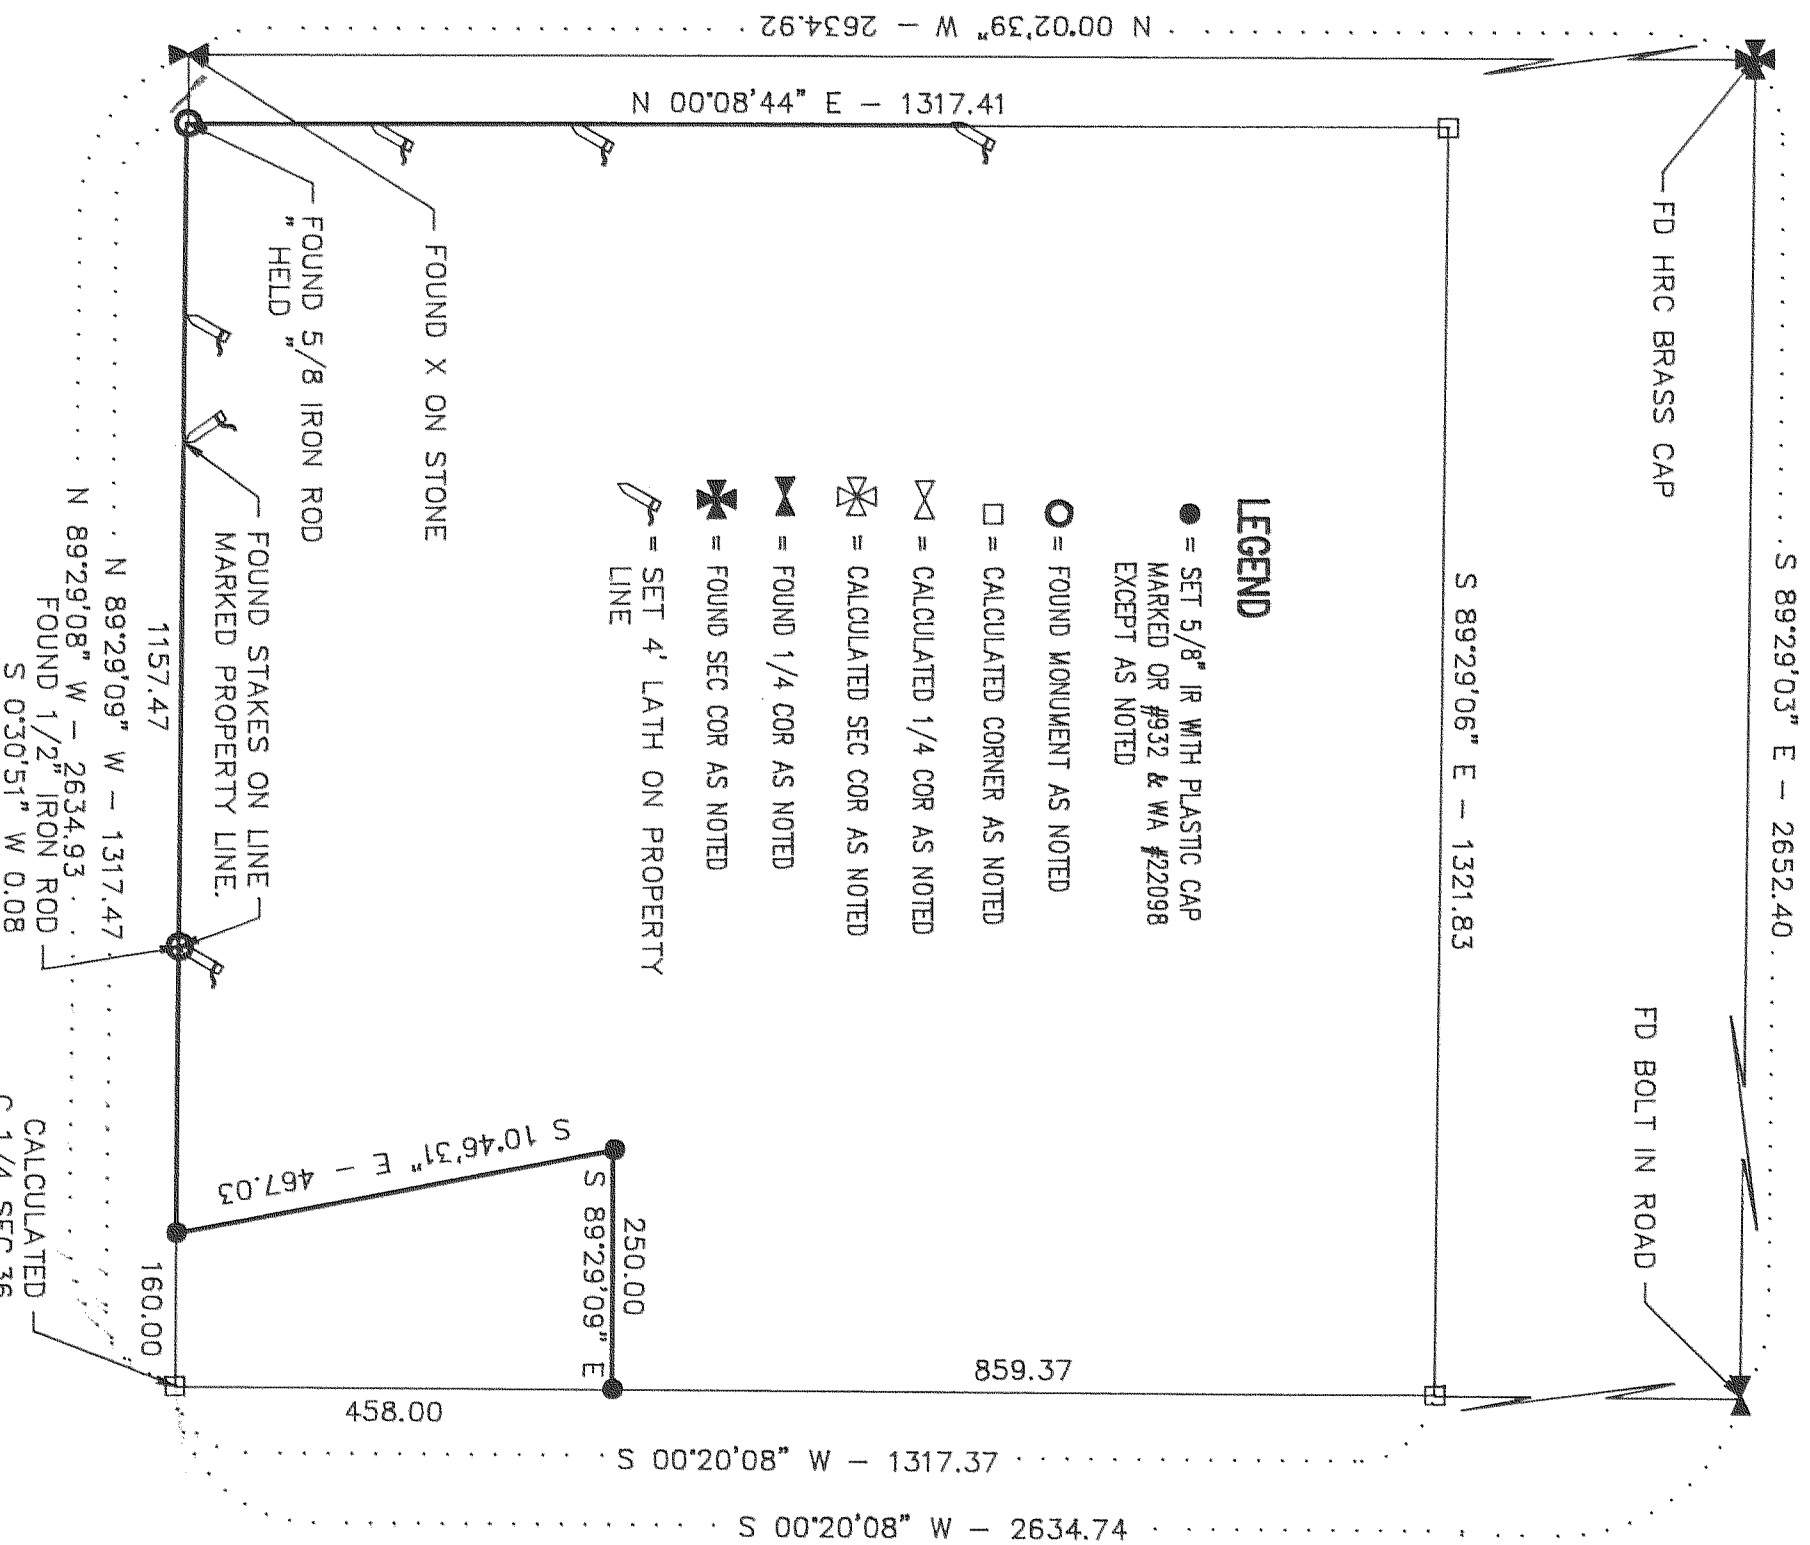 S 89°29'03" E – 2652.40
FD HRC BRASS CAP
FD BOLT IN ROAD
S 89°29'06" E – 1321.83
N 00°02'39" W – 2634.92
N 00°08'44" E – 1317.41
LEGEND
= SET 5/8" IR WITH PLASTIC CAP
MARKED OR #932 & WA #22098
EXCEPT AS NOTED
= FOUND MONUMENT AS NOTED
= CALCULATED CORNER AS NOTED
= CALCULATED 1/4 COR AS NOTED
= CALCULATED SEC COR AS NOTED
= FOUND 1/4 COR AS NOTED
= FOUND SEC COR AS NOTED
= SET 4' LATH ON PROPERTY
LINE
859.37
250.00
S 89°29'09" E
S 10°46'31" E – 467.03
458.00
S 00°20'08" W – 1317.37
S 00°20'08" W – 2634.74
FOUND X ON STONE
FOUND 5/8 IRON ROD
" HELD "
FOUND STAKES ON LINE
MARKED PROPERTY LINE.
1157.47
160.00
N 89°29'09" W – 1317.47
N 89°29'08" W – 2634.93
FOUND 1/2" IRON ROD
S 0°30'51" W 0.08
CALCULATED
C 1/4 SEC 36